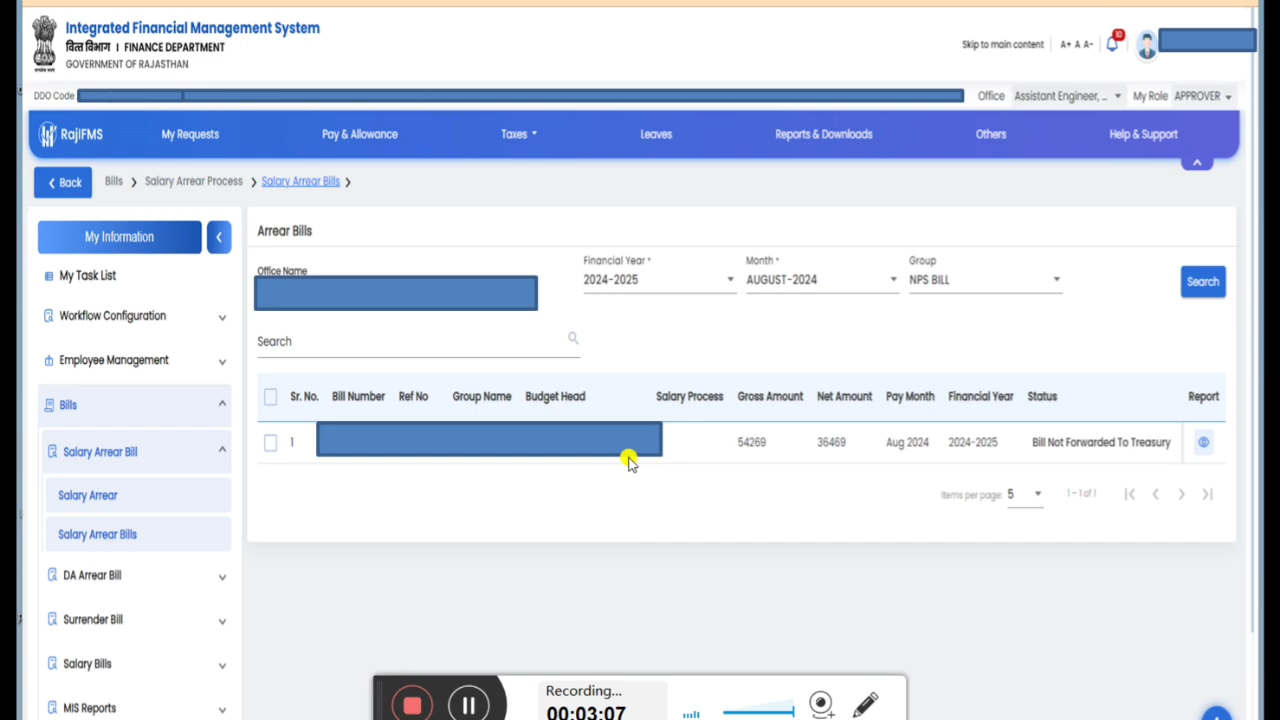 Integrated Financial Management System
वित्त विभाग । FINANCE DEPARTMENT
GOVERNMENT OF RAJASTHAN
Skip to main content A+ A A- 10
DDO Code
Office Assistant Engineer, ... My Role APPROVER
RajIFMS My Requests Pay & Allowance Taxes Leaves Reports & Downloads Others Help & Support
Back Bills Salary Arrear Process Salary Arrear Bills
My Information
My Task List
Workflow Configuration
Employee Management
Bills
Salary Arrear Bill
Salary Arrear
Salary Arrear Bills
DA Arrear Bill
Surrender Bill
Salary Bills
MIS Reports
Arrear Bills
Office Name
Financial Year * Month * Group
2024-2025 AUGUST-2024 NPS BILL
Search
Search
Sr. No. Bill Number Ref No Group Name Budget Head Salary Process Gross Amount Net Amount Pay Month Financial Year Status Report
1 54269 36469 Aug 2024 2024-2025 Bill Not Forwarded To Treasury
Items per page: 5 1 – 1 of 1
Recording...
00:03:07